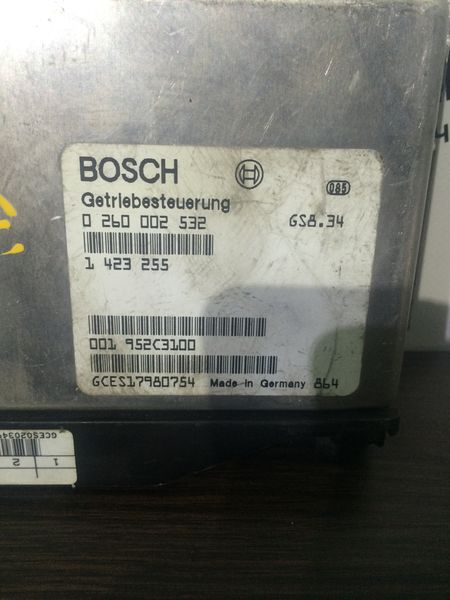 BOSCH
085
Getriebesteuerung
0 260 002 532 GS8.34
1 423 255
001 952C3100
GCES17980754 Made in Germany 864
1 2